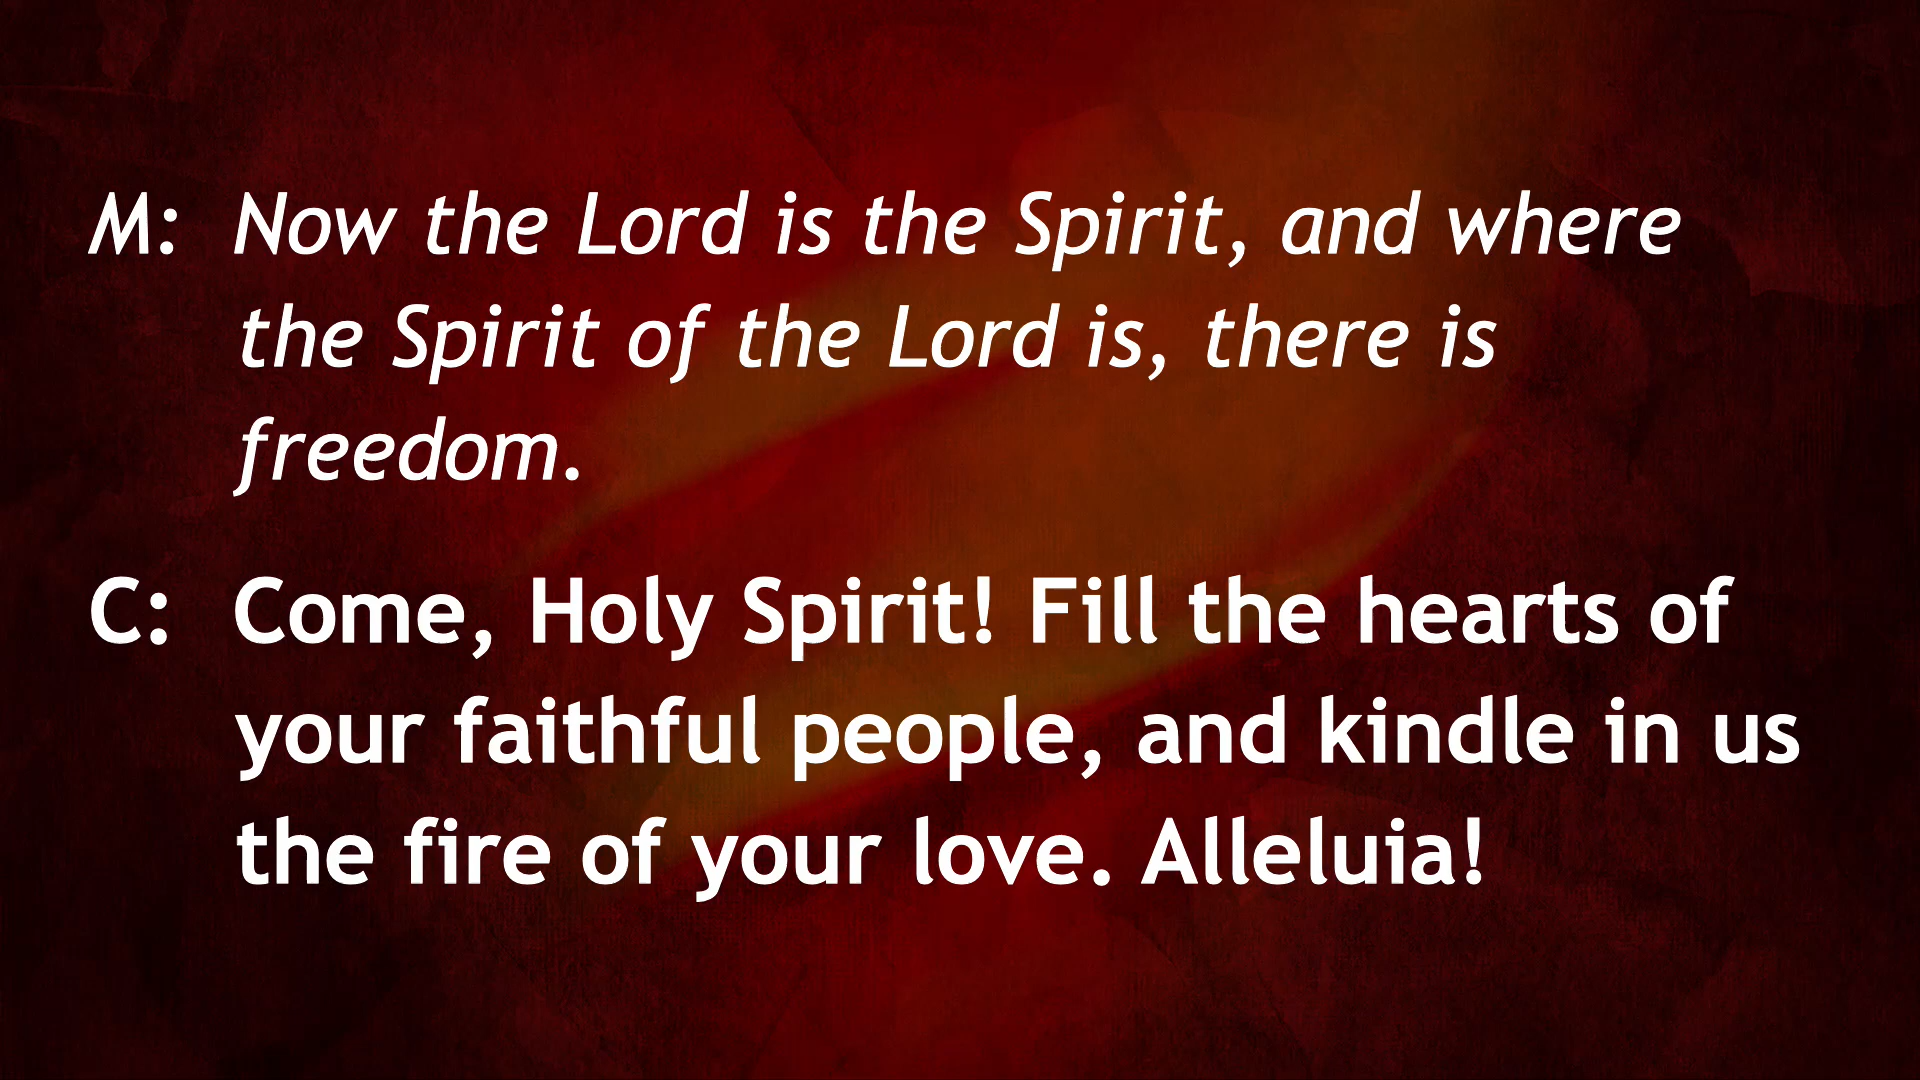 M: Now the Lord is the Spirit, and where
the Spirit of the Lord is, there is
freedom.
C: Come, Holy Spirit! Fill the hearts of
your faithful people, and kindle in us
the fire of your love. Alleluia!